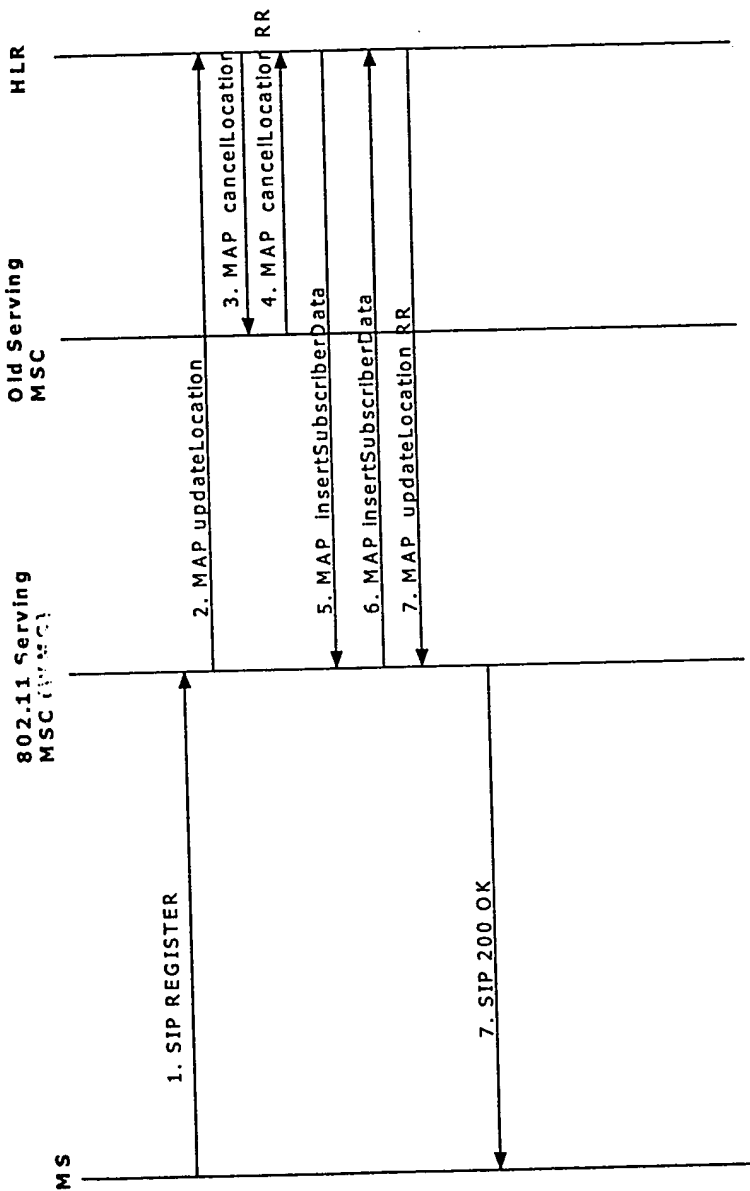 MS
802.11 Serving
MSC
Old Serving
MSC
HLR
1. SIP REGISTER
2. MAP updateLocation
3. MAP cancelLocation
4. MAP cancelLocation RR
5. MAP insertSubscriberData
6. MAP insertSubscriberData
7. MAP updateLocation RR
7. SIP 200 OK